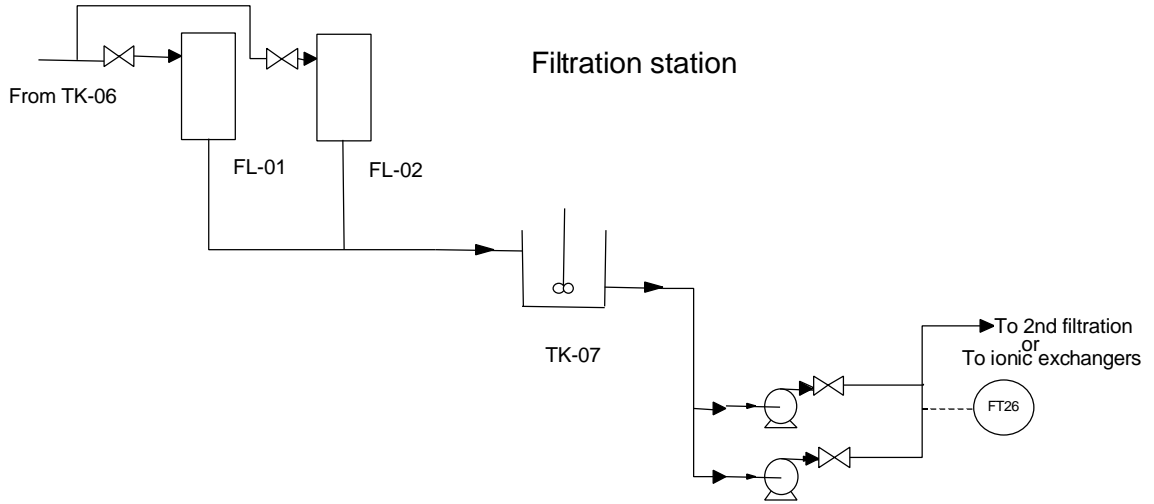 Filtration station
From TK-06
FL-01
FL-02
TK-07
To 2nd filtration
or
To ionic exchangers
FT26